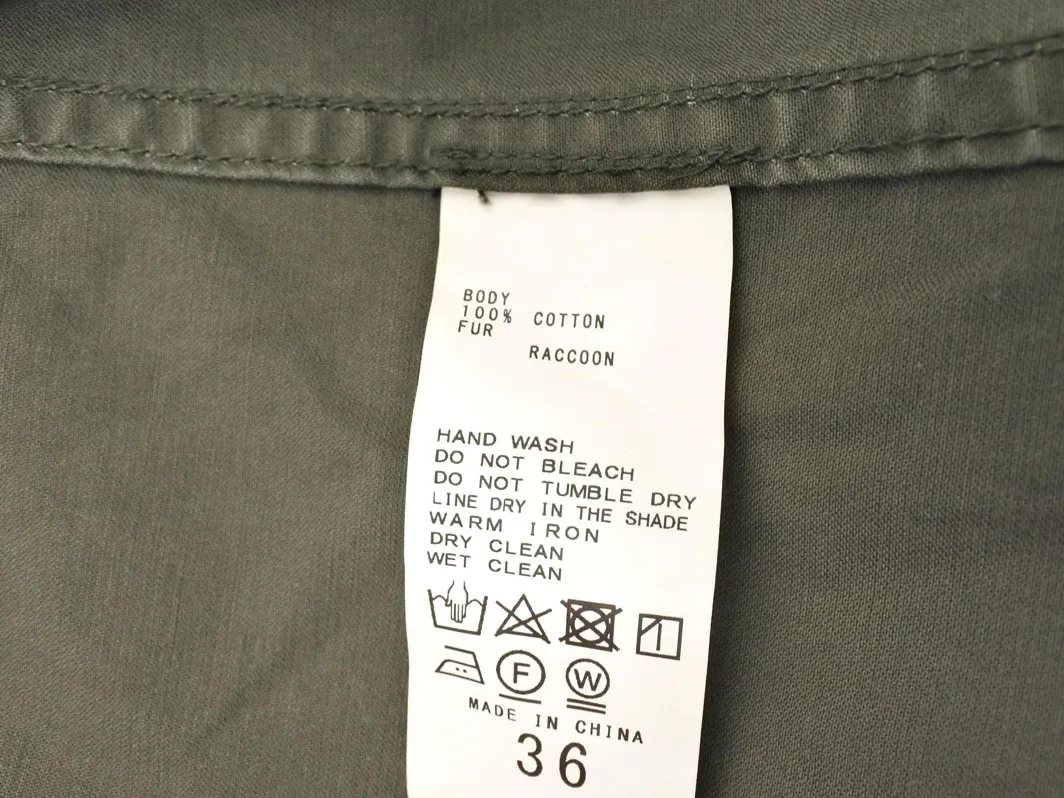 BODY
100% COTTON
FUR
RACCOON
HAND WASH
DO NOT BLEACH
DO NOT TUMBLE DRY
LINE DRY IN THE SHADE
WARM IRON
DRY CLEAN
WET CLEAN
F W
MADE IN CHINA
36